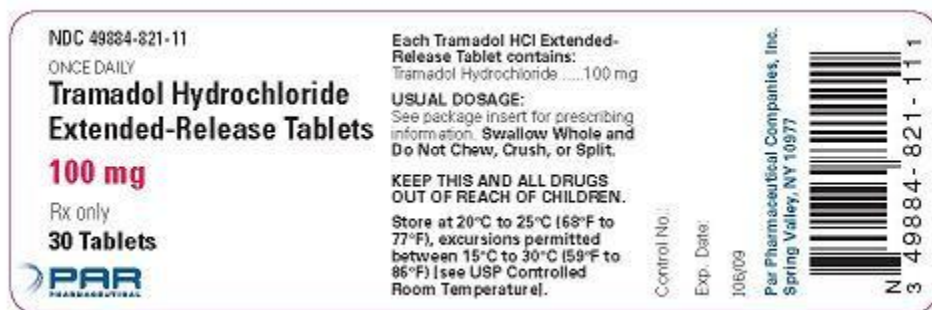 NDC 49884-821-11
ONCE DAILY
Tramadol Hydrochloride
Extended-Release Tablets
100 mg
Rx only
30 Tablets
PAR
PHARMACEUTICAL
Each Tramadol HCl Extended-
Release Tablet contains:
Tramadol Hydrochloride .....100 mg
USUAL DOSAGE:
See package insert for prescribing
information. Swallow Whole and
Do Not Chew, Crush, or Split.
KEEP THIS AND ALL DRUGS
OUT OF REACH OF CHILDREN.
Store at 20°C to 25°C (68°F to
77°F), excursions permitted
between 15°C to 30°C (59°F to
86°F) [see USP Controlled
Room Temperature].
Control No.:
Exp. Date:
I06/09
Par Pharmaceutical Companies, Inc.
Spring Valley, NY 10977
N
3 49884-821-11 1